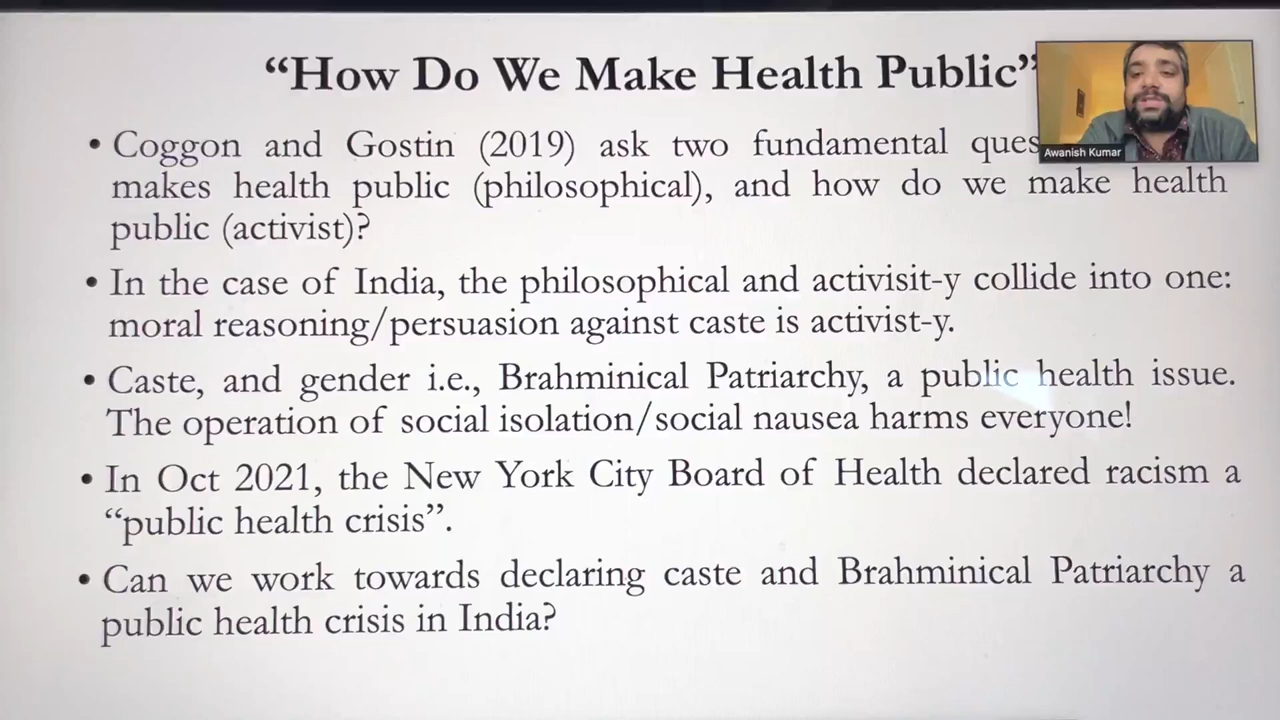 “How Do We Make Health Public”
Awanish Kumar
• Coggon and Gostin (2019) ask two fundamental
makes health public (philosophical), and how do we make health
public (activist)?
• In the case of India, the philosophical and activisit-y collide into one:
moral reasoning/persuasion against caste is activist-y.
• Caste, and gender i.e., Brahminical Patriarchy, a public health issue.
The operation of social isolation/social nausea harms everyone!
• In Oct 2021, the New York City Board of Health declared racism a
“public health crisis”.
• Can we work towards declaring caste and Brahminical Patriarchy a
public health crisis in India?